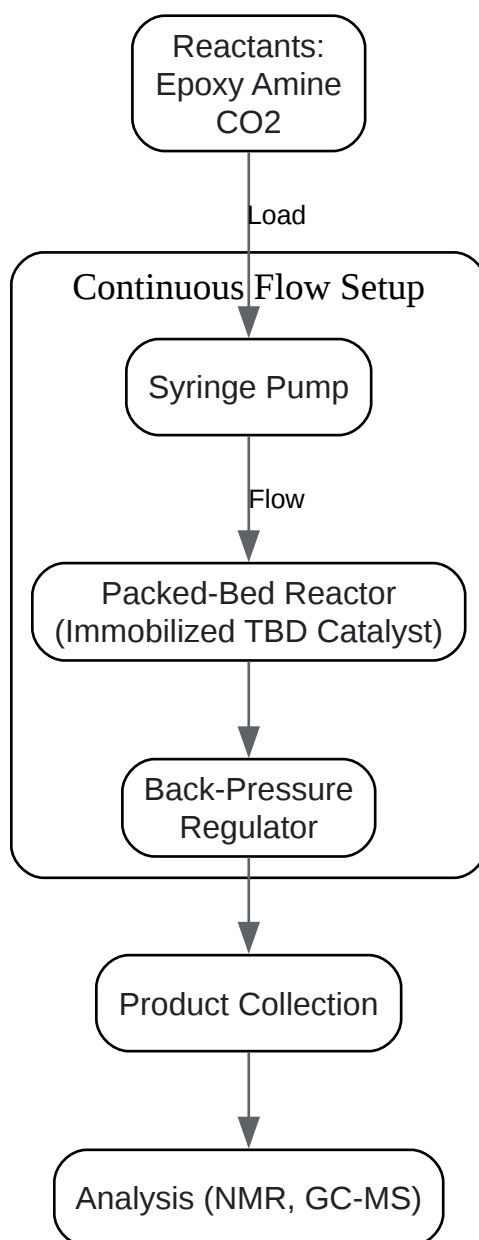 Reactants:
Epoxy Amine
CO2
Load
Continuous Flow Setup
Syringe Pump
Flow
Packed-Bed Reactor
(Immobilized TBD Catalyst)
Back-Pressure
Regulator
Product Collection
Analysis (NMR, GC-MS)